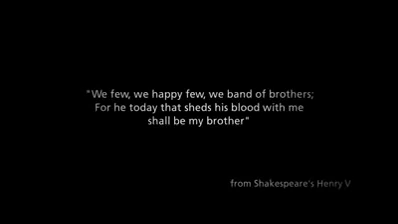 "We few, we happy few, we band of brothers;
For he today that sheds his blood with me
shall be my brother"
from Shakespeare's Henry V